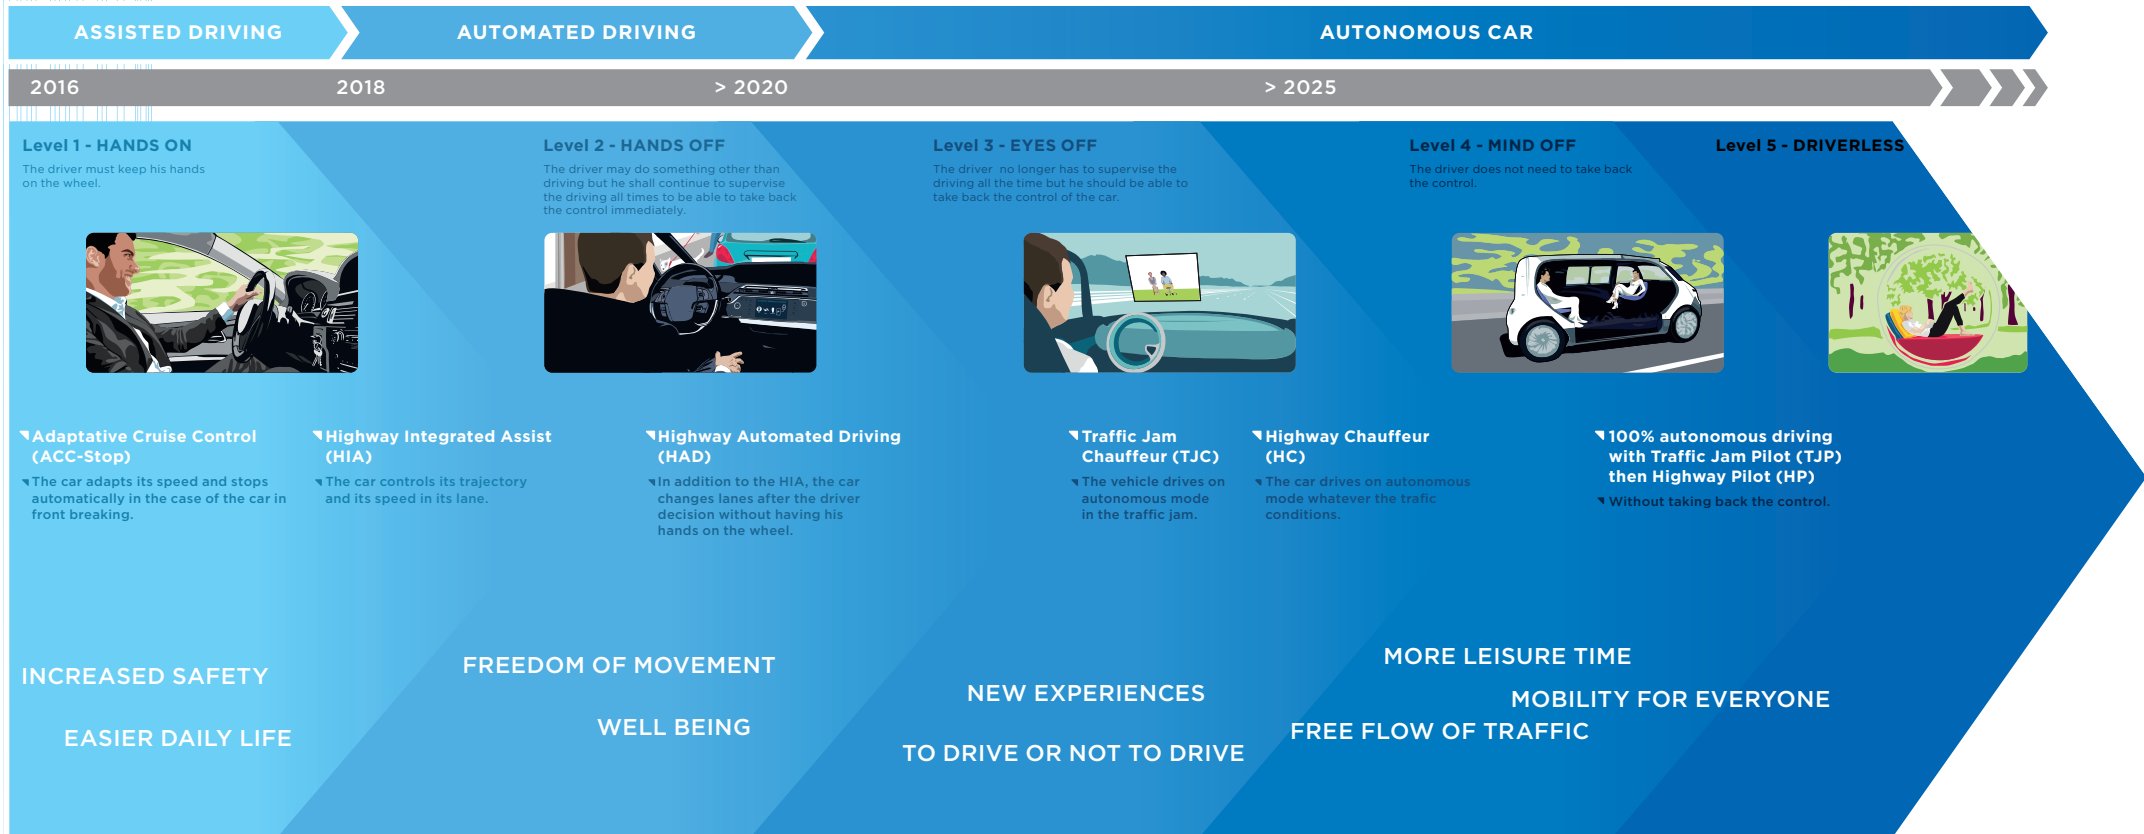 ASSISTED DRIVING
AUTOMATED DRIVING
AUTONOMOUS CAR
2016
2018
> 2020
> 2025
Level 1 - HANDS ON
The driver must keep his hands
on the wheel.
Level 2 - HANDS OFF
The driver may do something other than
driving but he shall continue to supervise
the driving all times to be able to take back
the control immediately.
Level 3 - EYES OFF
The driver no longer has to supervise the
driving all the time but he should be able to
take back the control of the car.
Level 4 - MIND OFF
The driver does not need to take back
the control.
Level 5 - DRIVERLESS
Adaptative Cruise Control
(ACC-Stop)
The car adapts its speed and stops
automatically in the case of the car in
front breaking.
Highway Integrated Assist
(HIA)
The car controls its trajectory
and its speed in its lane.
Highway Automated Driving
(HAD)
In addition to the HIA, the car
changes lanes after the driver
decision without having his
hands on the wheel.
Traffic Jam
Chauffeur (TJC)
The vehicle drives on
autonomous mode
in the traffic jam.
Highway Chauffeur
(HC)
The car drives on autonomous
mode whatever the trafic
conditions.
100% autonomous driving
with Traffic Jam Pilot (TJP)
then Highway Pilot (HP)
Without taking back the control.
INCREASED SAFETY
EASIER DAILY LIFE
FREEDOM OF MOVEMENT
WELL BEING
NEW EXPERIENCES
TO DRIVE OR NOT TO DRIVE
MORE LEISURE TIME
MOBILITY FOR EVERYONE
FREE FLOW OF TRAFFIC